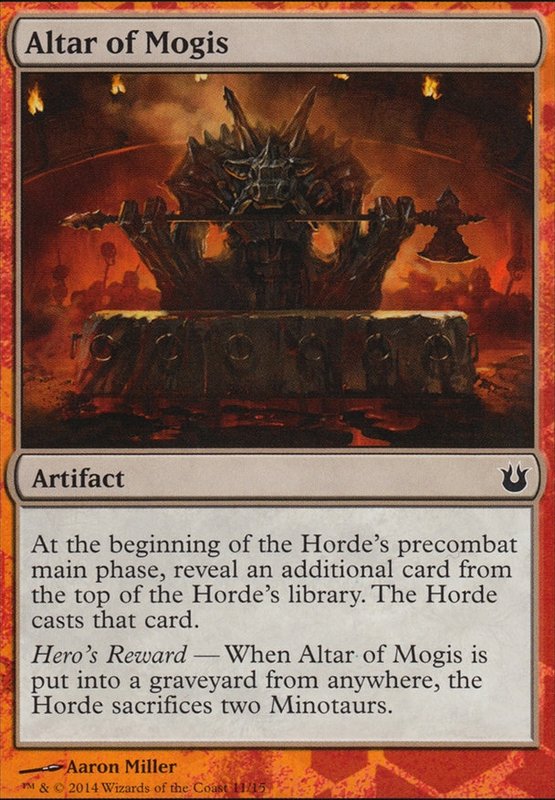 Altar of Mogis
Artifact
At the beginning of the Horde's precombat
main phase, reveal an additional card from
the top of the Horde's library. The Horde
casts that card.
Hero's Reward — When Altar of Mogis is
put into a graveyard from anywhere, the
Horde sacrifices two Minotaurs.
Aaron Miller
™ & © 2014 Wizards of the Coast 11/15